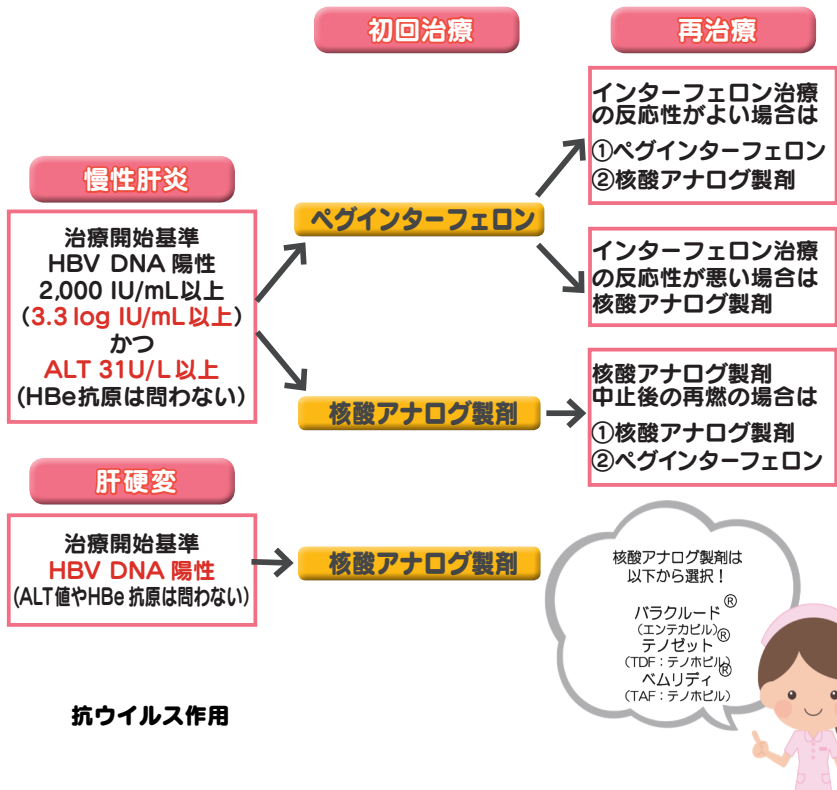 初回治療
再治療
慢性肝炎
治療開始基準
HBV DNA 陽性
2,000 IU/mL以上
(3.3 log IU/mL以上)
かつ
ALT 31U/L以上
(HBe抗原は問わない)
ペグインターフェロン
インターフェロン治療
の反応性がよい場合は
①ペグインターフェロン
②核酸アナログ製剤
インターフェロン治療
の反応性が悪い場合は
核酸アナログ製剤
核酸アナログ製剤
核酸アナログ製剤
中止後の再燃の場合は
①核酸アナログ製剤
②ペグインターフェロン
肝硬変
治療開始基準
HBV DNA 陽性
(ALT値やHBe 抗原は問わない)
核酸アナログ製剤
核酸アナログ製剤は
以下から選択！
バラクルード®
(エンテカビル)
テノゼット®
(TDF：テノホビル)
ベムリディ®
(TAF：テノホビル)
抗ウイルス作用